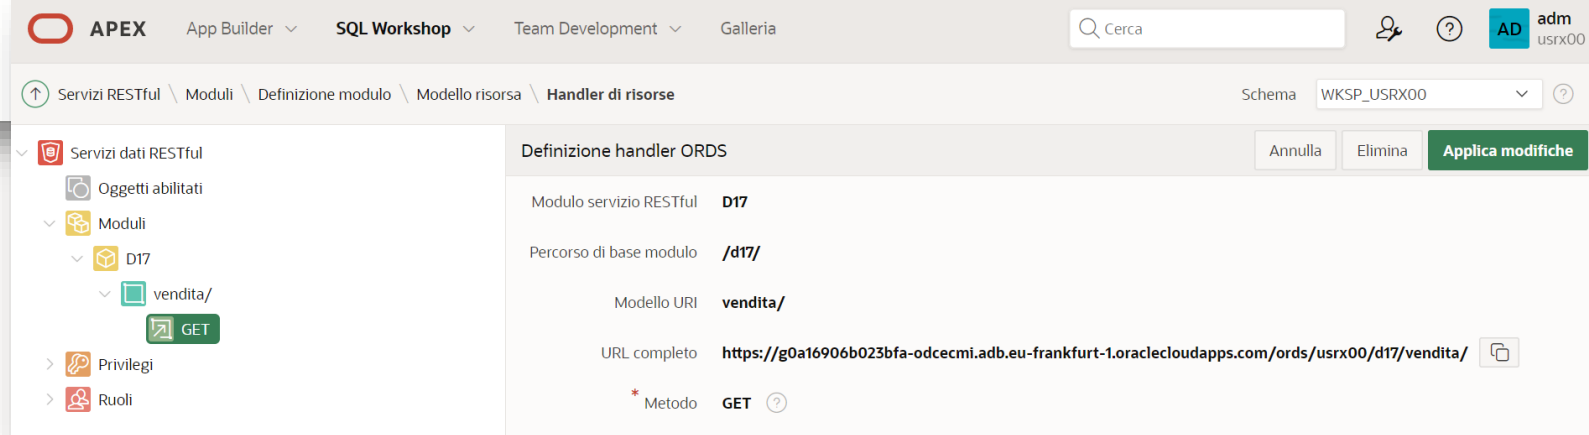 APEX App Builder SQL Workshop Team Development Galleria Cerca ? AD adm
usrx00
Servizi RESTful \ Moduli \ Definizione modulo \ Modello risorsa \ Handler di risorse Schema WKSP_USRX00 ?
Servizi dati RESTful
Oggetti abilitati
Moduli
D17
vendita/
GET
Privilegi
Ruoli
Definizione handler ORDS Annulla Elimina Applica modifiche
Modulo servizio RESTful D17
Percorso di base modulo /d17/
Modello URI vendita/
URL completo https://g0a16906b023bfa-odcecmi.adb.eu-frankfurt-1.oraclecloudapps.com/ords/usrx00/d17/vendita/
* Metodo GET ?